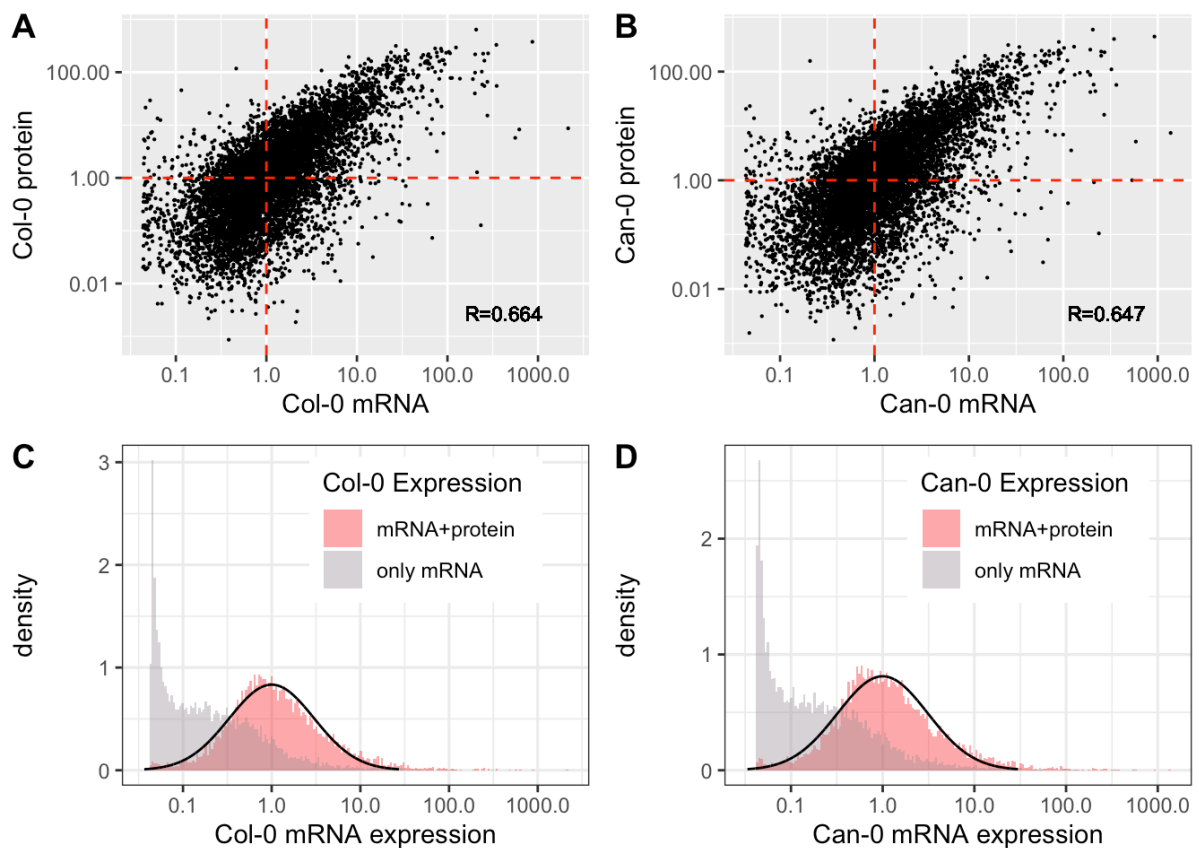 A
B
Col-0 protein
100.00
1.00
0.01
R=0.664
0.1
1.0
10.0
100.0
1000.0
Col-0 mRNA
Can-0 protein
100.00
1.00
0.01
R=0.647
0.1
1.0
10.0
100.0
1000.0
Can-0 mRNA
C
D
density
3
2
1
0
Col-0 Expression
mRNA+protein
only mRNA
0.1
1.0
10.0
100.0
1000.0
Col-0 mRNA expression
density
2
1
0
Can-0 Expression
mRNA+protein
only mRNA
0.1
1.0
10.0
100.0
1000.0
Can-0 mRNA expression